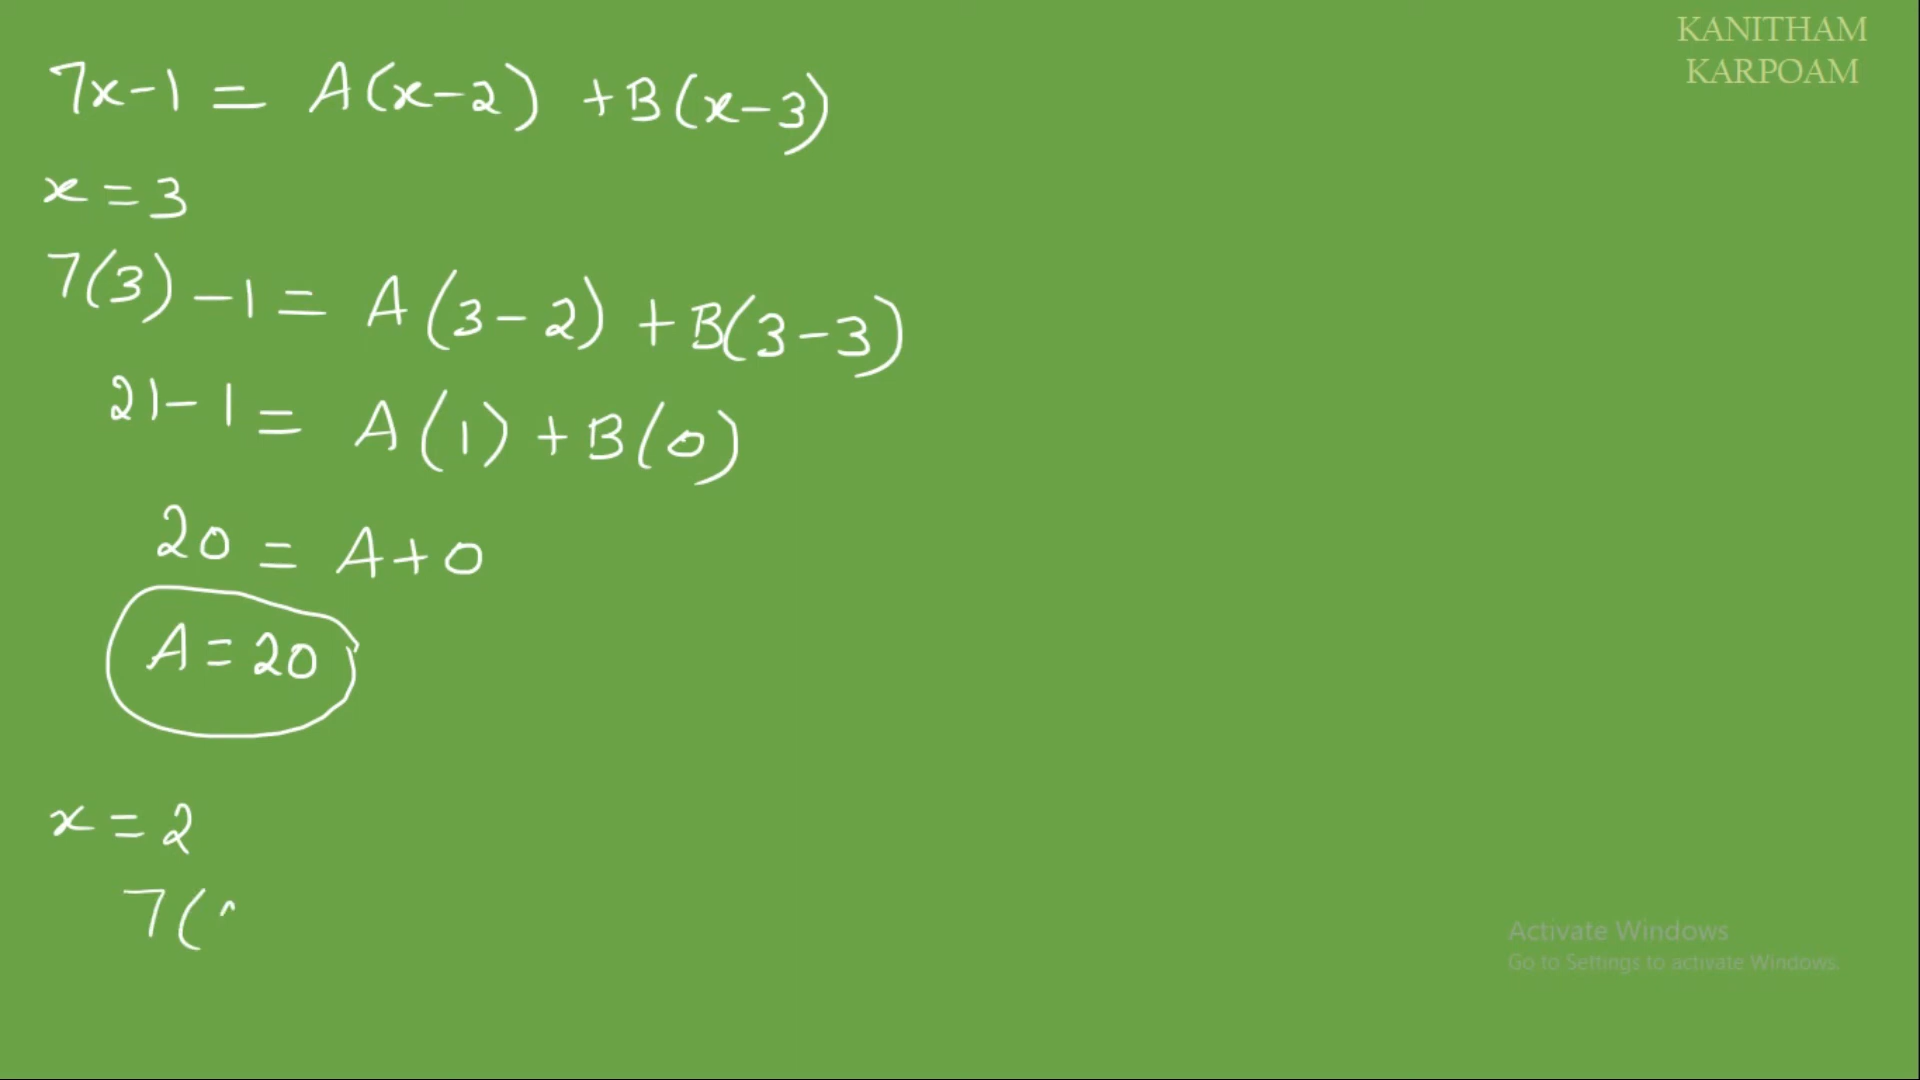 KANITHAM
KARPOAM
7x-1 = A(x-2) +B(x-3)
x = 3
7(3) -1 = A(3-2) +B(3-3)
21-1 = A(1) +B(0)
20 = A+0
A = 20
x = 2
7(
Activate Windows
Go to Settings to activate Windows.